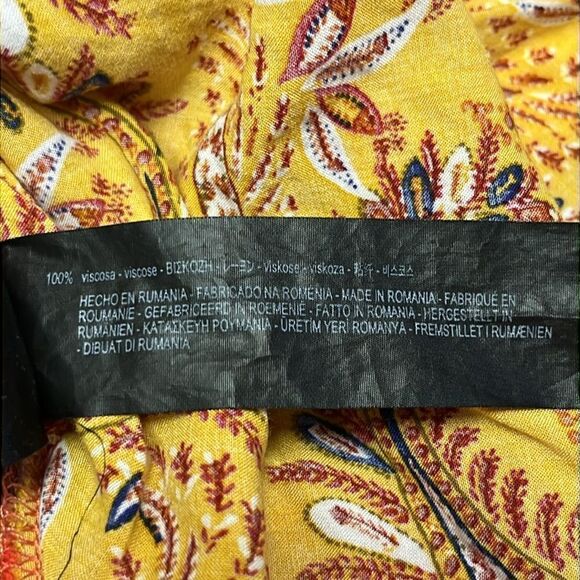 100% viscosa - viscose - ΒΙΣΚΟΖΗ - レーヨン - viskose - viskoza - 粘纤 - 비스코스
HECHO EN RUMANIA - FABRICADO NA ROMÉNIA - MADE IN ROMANIA - FABRIQUÉ EN
ROUMANIE - GEFABRICEERD IN ROEMENIË - FATTO IN ROMANIA - HERGESTELLT IN
RUMÄNIEN - ΚΑΤΑΣΚΕΥΗ ΡΟΥΜΑΝΙΑ - ÜRETİM YERİ ROMANYA - FREMSTILLET I RUMÆNIEN
- DIBUAT DI RUMANIA